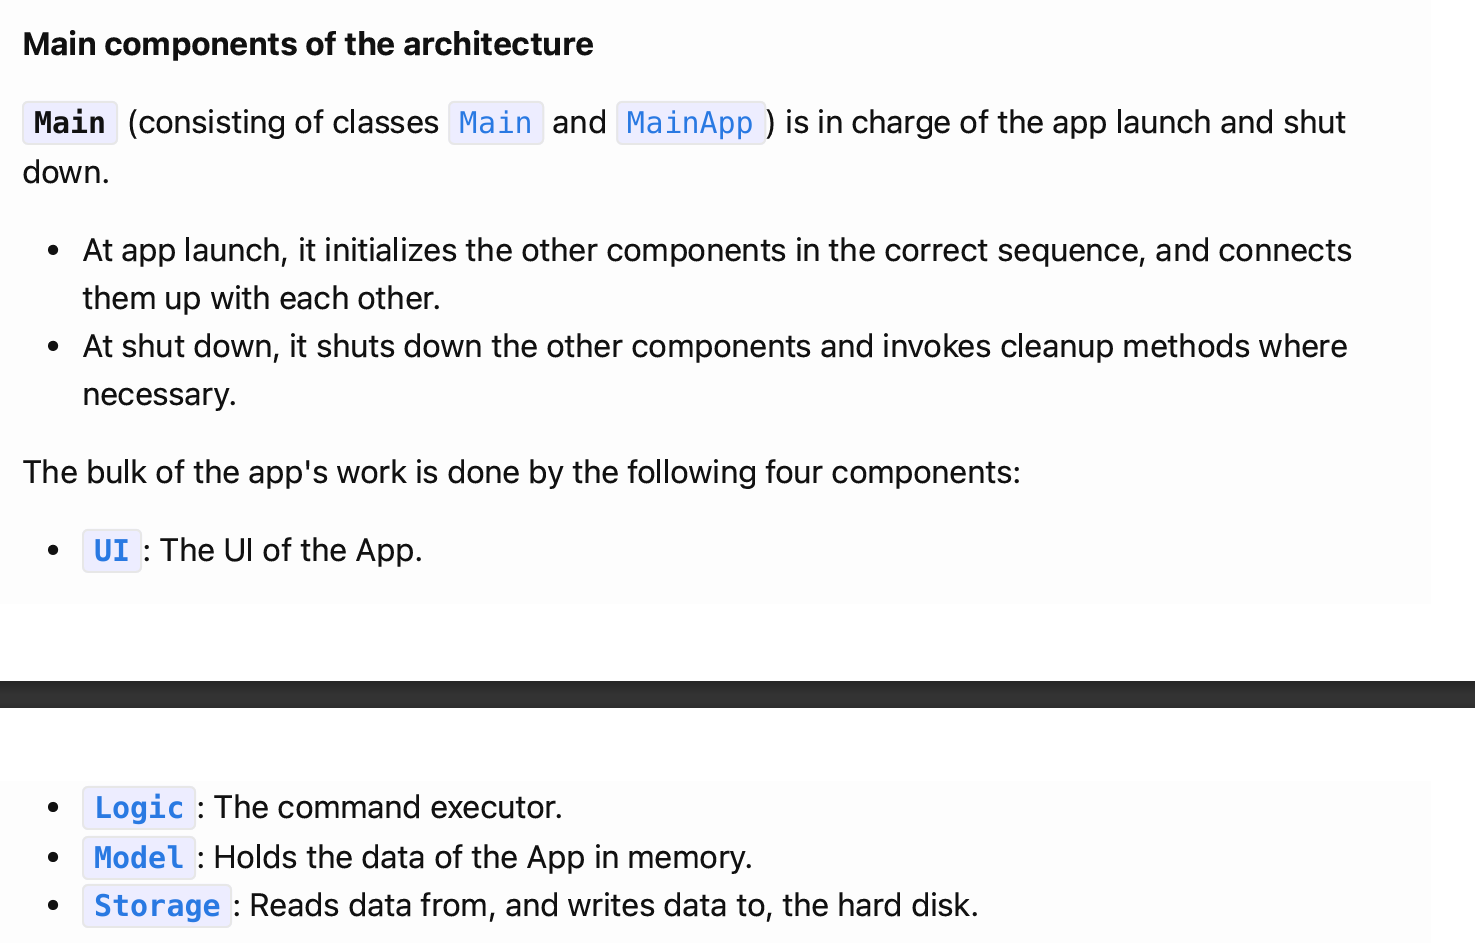 Main components of the architecture
Main (consisting of classes Main and MainApp) is in charge of the app launch and shut
down.
• At app launch, it initializes the other components in the correct sequence, and connects
them up with each other.
• At shut down, it shuts down the other components and invokes cleanup methods where
necessary.
The bulk of the app's work is done by the following four components:
• UI: The UI of the App.
• Logic: The command executor.
• Model: Holds the data of the App in memory.
• Storage: Reads data from, and writes data to, the hard disk.